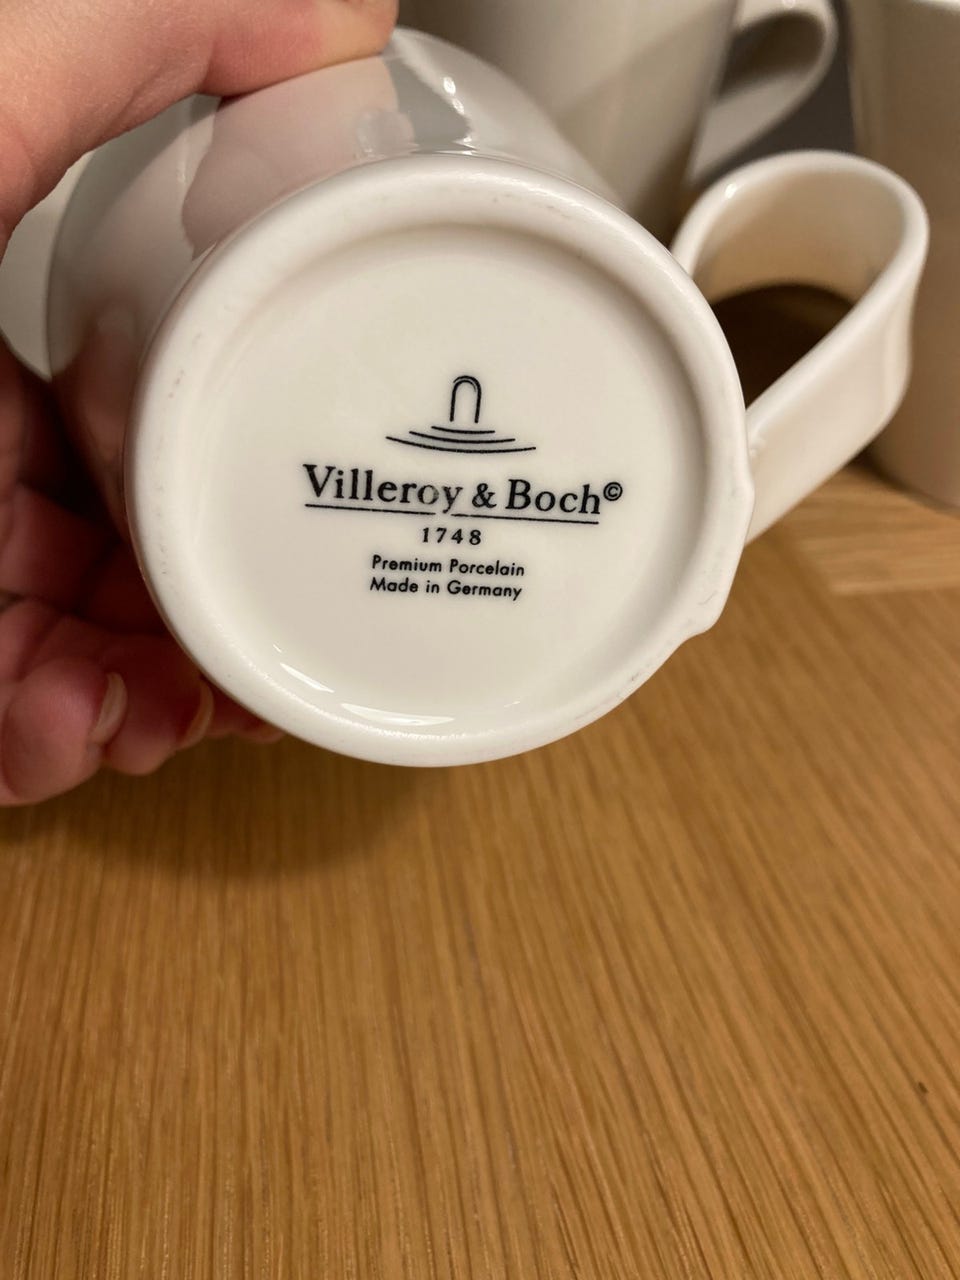 Villeroy & Boch©
1748
Premium Porcelain
Made in Germany